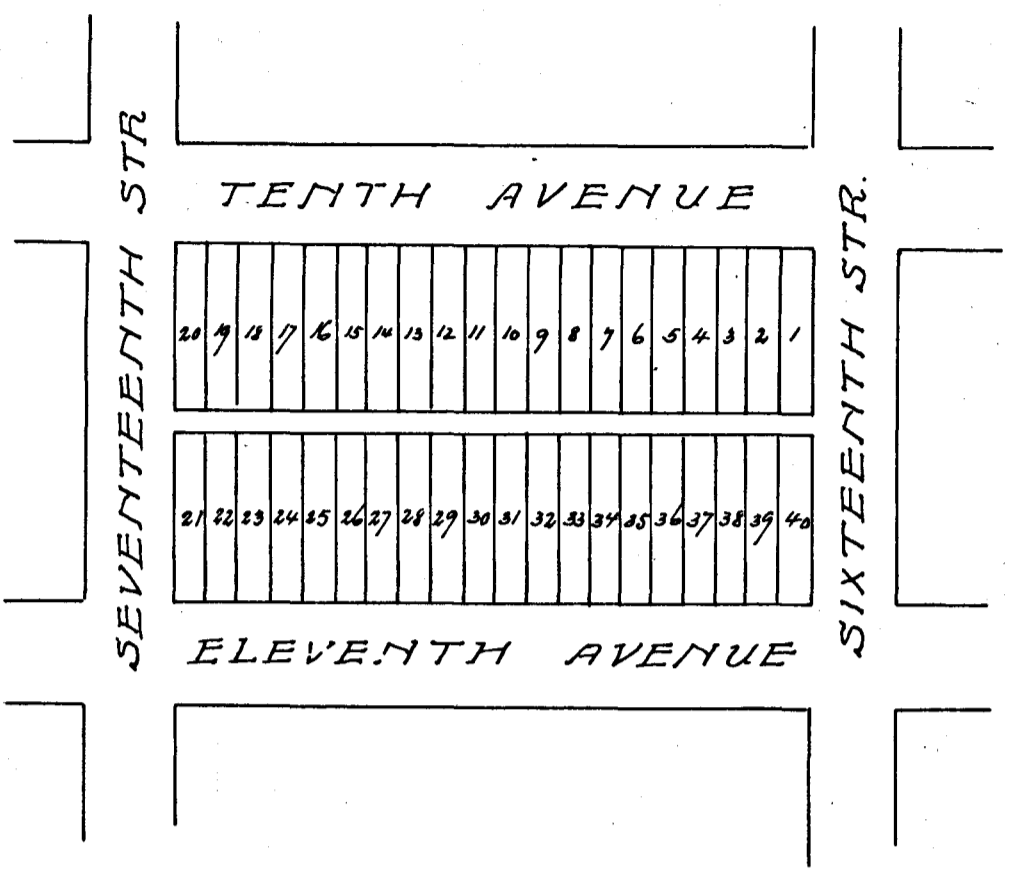 TENTH AVENUE
SEVENTEENTH STR
SIXTEENTH STR.
20 19 18 17 16 15 14 13 12 11 10 9 8 7 6 5 4 3 2 1
21 22 23 24 25 26 27 28 29 30 31 32 33 34 35 36 37 38 39 40
ELEVENTH AVENUE